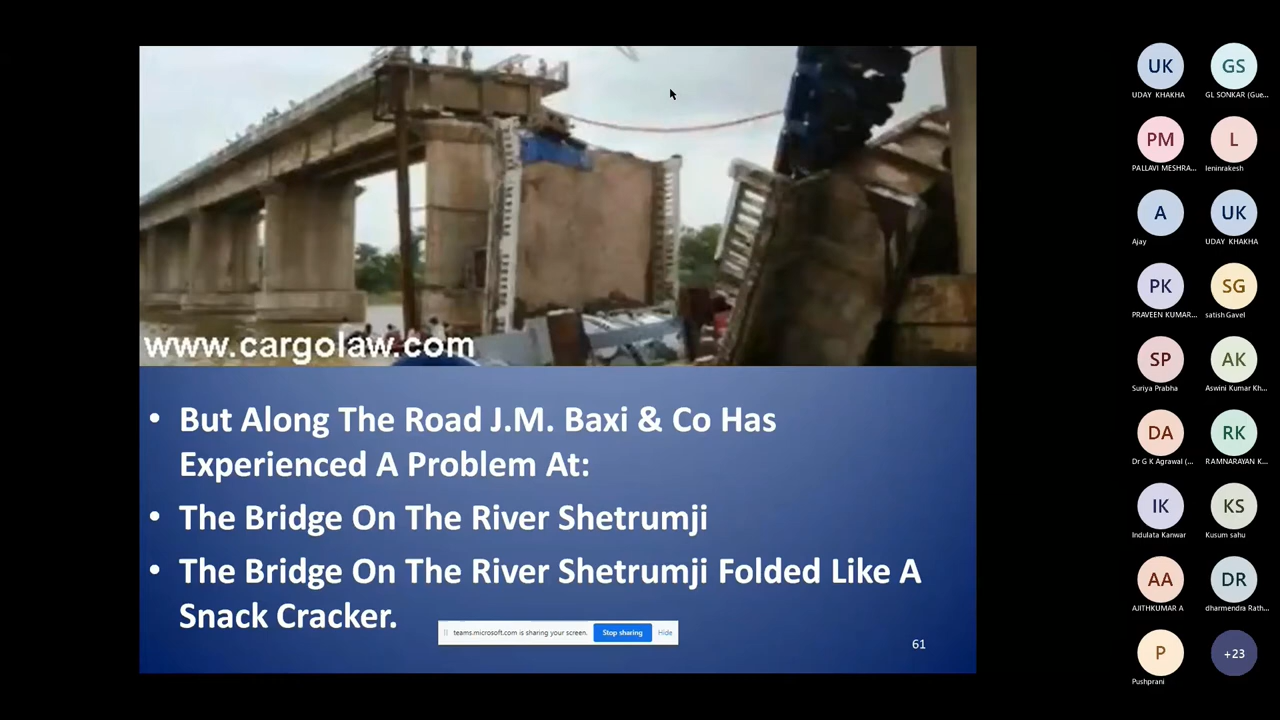 www.cargolaw.com
• But Along The Road J.M. Baxi & Co Has
Experienced A Problem At:
• The Bridge On The River Shetrumji
• The Bridge On The River Shetrumji Folded Like A
Snack Cracker.
teams.microsoft.com is sharing your screen.
Stop sharing
Hide
61
UK
GS
UDAY KHAKHA
GL SONKAR (Gue...
PM
L
PALLAVI MESHRA...
leninrakesh
A
UK
Ajay
UDAY KHAKHA
PK
SG
PRAVEEN KUMAR...
satish Gavel
SP
AK
Suriya Prabha
Aswini Kumar Kh...
DA
RK
Dr G K Agrawal (...
RAMNARAYAN K...
IK
KS
Indulata Kanwar
Kusum sahu
AA
DR
AJITHKUMAR A
dharmendra Rath...
P
+23
Pushprani